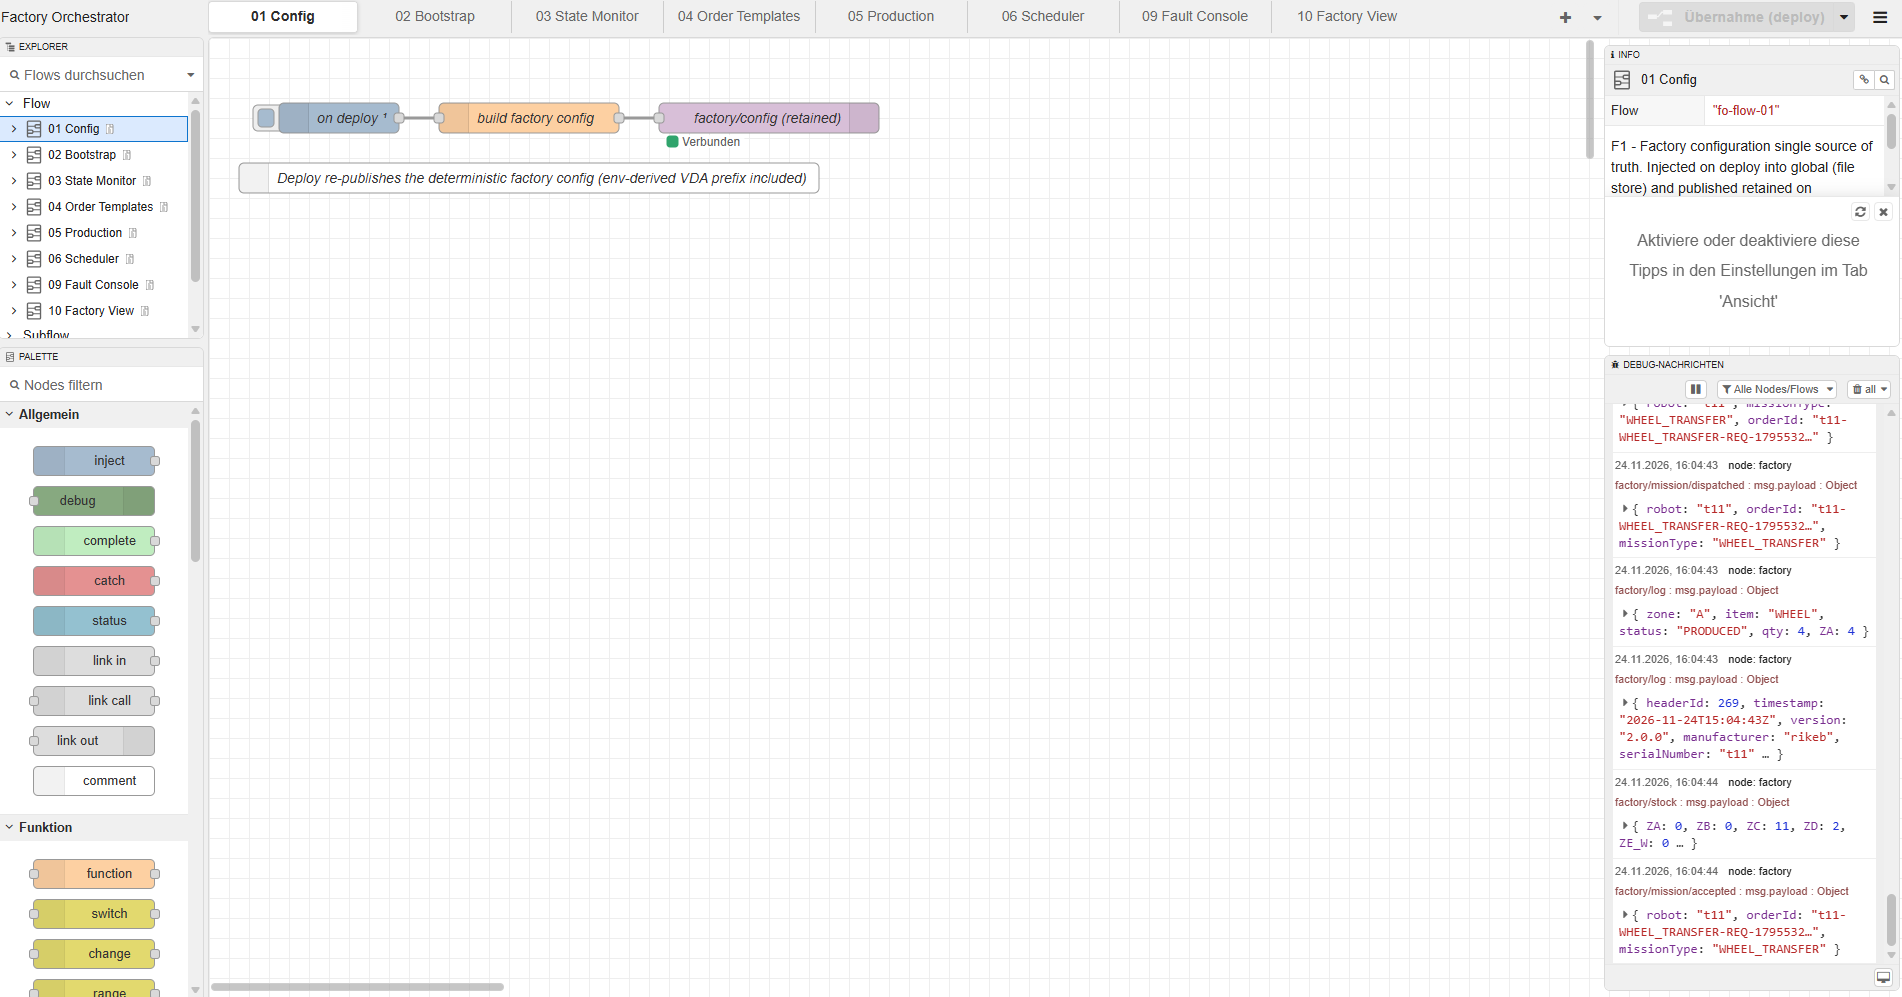 Factory Orchestrator
01 Config
02 Bootstrap
03 State Monitor
04 Order Templates
05 Production
06 Scheduler
09 Fault Console
10 Factory View
Übernahme (deploy)
EXPLORER
Flows durchsuchen
Flow
01 Config
02 Bootstrap
03 State Monitor
04 Order Templates
05 Production
06 Scheduler
09 Fault Console
10 Factory View
Subflow
PALETTE
Nodes filtern
Allgemein
inject
debug
complete
catch
status
link in
link call
link out
comment
Funktion
function
switch
change
range
on deploy ¹
build factory config
factory/config (retained)
Verbunden
Deploy re-publishes the deterministic factory config (env-derived VDA prefix included)
INFO
01 Config
Flow "fo-flow-01"
F1 - Factory configuration single source of
truth. Injected on deploy into global (file
store) and published retained on
Aktiviere oder deaktiviere diese
Tipps in den Einstellungen im Tab
'Ansicht'
DEBUG-NACHRICHTEN
Alle Nodes/Flows
all
{ robot: "t11", missionType:
"WHEEL_TRANSFER", orderId: "t11-
WHEEL_TRANSFER-REQ-1795532…" }
24.11.2026, 16:04:43 node: factory
factory/mission/dispatched : msg.payload : Object
{ robot: "t11", orderId: "t11-
WHEEL_TRANSFER-REQ-1795532…",
missionType: "WHEEL_TRANSFER" }
24.11.2026, 16:04:43 node: factory
factory/log : msg.payload : Object
{ zone: "A", item: "WHEEL",
status: "PRODUCED", qty: 4, ZA: 4 }
24.11.2026, 16:04:43 node: factory
factory/log : msg.payload : Object
{ headerId: 269, timestamp:
"2026-11-24T15:04:43Z", version:
"2.0.0", manufacturer: "rikeb",
serialNumber: "t11" … }
24.11.2026, 16:04:44 node: factory
factory/stock : msg.payload : Object
{ ZA: 0, ZB: 0, ZC: 11, ZD: 2,
ZE_W: 0 … }
24.11.2026, 16:04:44 node: factory
factory/mission/accepted : msg.payload : Object
{ robot: "t11", orderId: "t11-
WHEEL_TRANSFER-REQ-1795532…",
missionType: "WHEEL_TRANSFER" }